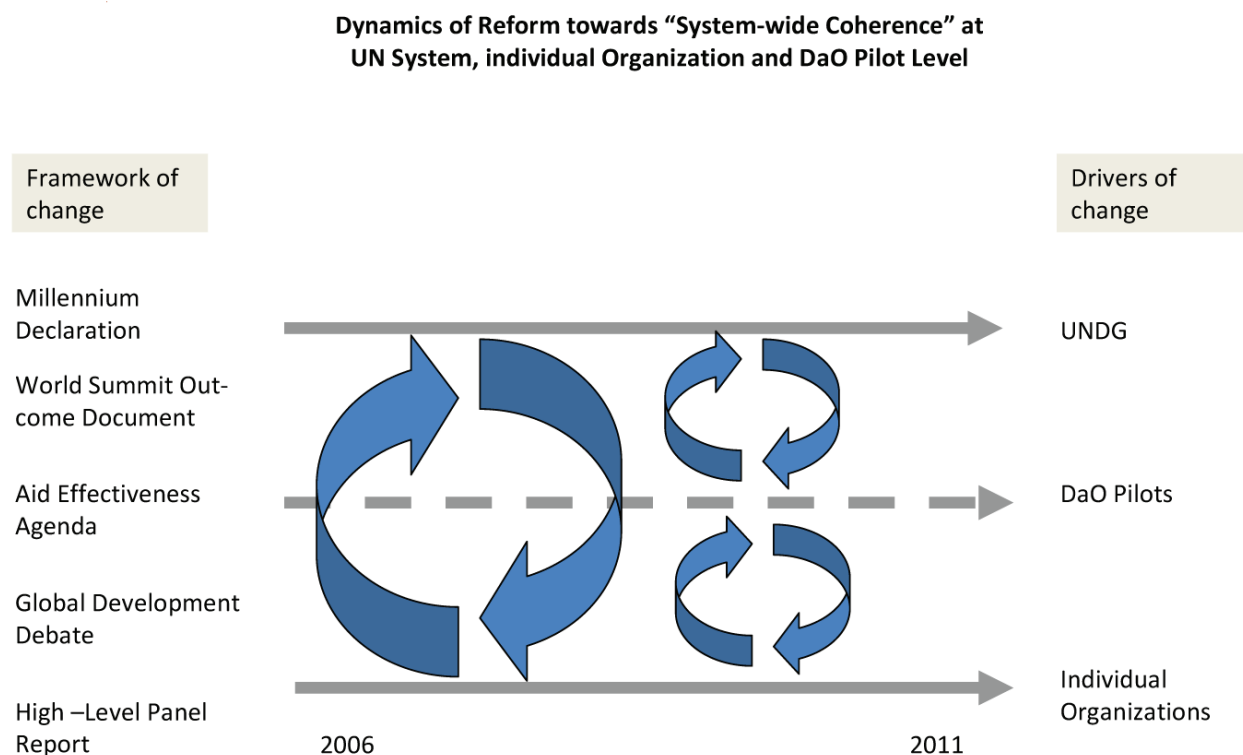 Dynamics of Reform towards “System-wide Coherence” at
UN System, individual Organization and DaO Pilot Level
Framework of
change
Drivers of
change
Millennium
Declaration
UNDG
World Summit Out-
come Document
Aid Effectiveness
Agenda
DaO Pilots
Global Development
Debate
Individual
Organizations
High –Level Panel
Report
2006
2011